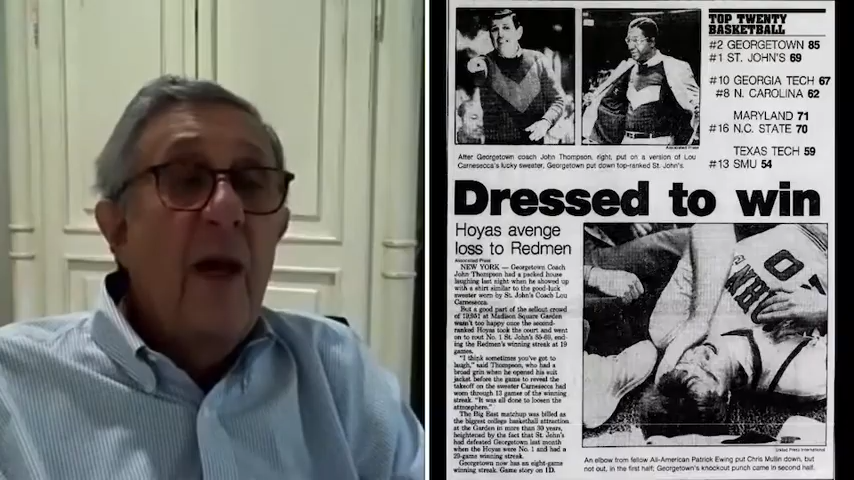 TOP TWENTY
BASKETBALL
#2 GEORGETOWN 85
#1 ST. JOHN'S 69
#10 GEORGIA TECH 67
#8 N. CAROLINA 62
MARYLAND 71
#16 N.C. STATE 70
TEXAS TECH 59
#13 SMU 54
Associated Press
After Georgetown coach John Thompson, right, put on a version of Lou
Carnesecca's lucky sweater, Georgetown put down top-ranked St. John's.
Dressed to win
Hoyas avenge
loss to Redmen
Associated Press
NEW YORK — Georgetown Coach
John Thompson had a packed house
laughing last night when he showed up
with a shirt similar to the good-luck
sweater worn by St. John's Coach Lou
Carnesecca.
But a good part of the sellout crowd
of 19,591 at Madison Square Garden
wasn't too happy once the second-
ranked Hoyas took the court and went
on to rout No. 1 St. John's 85-69, end-
ing the Redmen's winning streak at 19
games.
"I think sometimes you've got to
laugh," said Thompson, who had a
broad grin when he opened his suit
jacket before the game to reveal the
takeoff on the sweater Carnesecca had
worn through 13 games of the winning
streak. "It was all done to loosen the
atmosphere."
The Big East matchup was billed as
the biggest college basketball attraction
at the Garden in more than 30 years,
heightened by the fact that St. John's
had defeated Georgetown last month
when the Hoyas were No. 1 and had a
29-game winning streak.
Georgetown now has an eight-game
winning streak. Game story on 1D.
United Press International
An elbow from fellow All-American Patrick Ewing put Chris Mullin down, but
not out, in the first half; Georgetown's knockout punch came in second half.